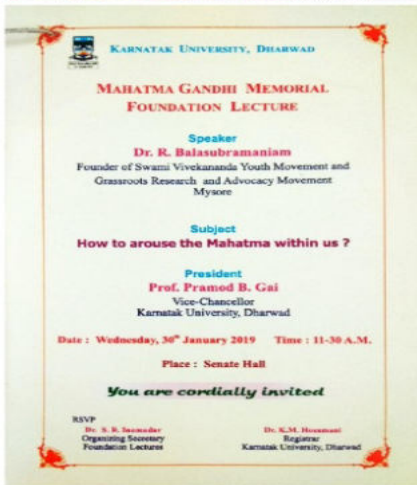 KARNATAK UNIVERSITY, DHARWAD
MAHATMA GANDHI MEMORIAL
FOUNDATION LECTURE
Speaker
Dr. R. Balasubramaniam
Founder of Swami Vivekananda Youth Movement and
Grassroots Research and Advocacy Movement
Mysore
Subject
How to arouse the Mahatma within us ?
President
Prof. Pramod B. Gai
Vice-Chancellor
Karnatak University, Dharwad
Date : Wednesday, 30th January 2019 Time : 11-30 A.M.
Place : Senate Hall
You are cordially invited
RSVP
Dr. S. R.
Organizing Secretary
Foundation Lectures
Dr. K.M. Hosamani
Registrar
Karnatak University, Dharwad